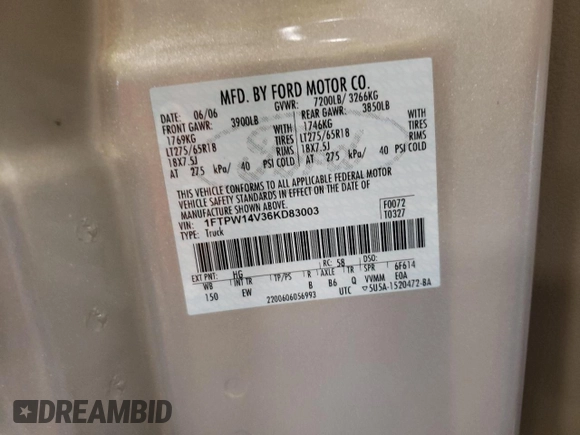 MFD. BY FORD MOTOR CO.
DATE: 06/06 GVWR: 7200LB/ 3266KG
FRONT GAWR: 3900LB REAR GAWR: 3850LB
1769KG WITH 1746KG WITH
LT275/65R18 TIRES LT275/65R18 TIRES
18X7.5J RIMS 18X7.5J RIMS
AT 275 kPa/ 40 PSI COLD AT 275 kPa/ 40 PSI COLD
THIS VEHICLE CONFORMS TO ALL APPLICABLE FEDERAL MOTOR
VEHICLE SAFETY STANDARDS IN EFFECT ON THE DATE OF
MANUFACTURE SHOWN ABOVE.
VIN: 1FTPW14V36KD83003 F0072
TYPE: Truck T0327
EXT PNT: HG RC: 58 DSO:
WB INT TR TP/PS R AXLE TR SPR 6F614
150 EW B B6 Q VVMM E0A
2200606056993 UTC 5U5A-1520472-BA
DREAMBID